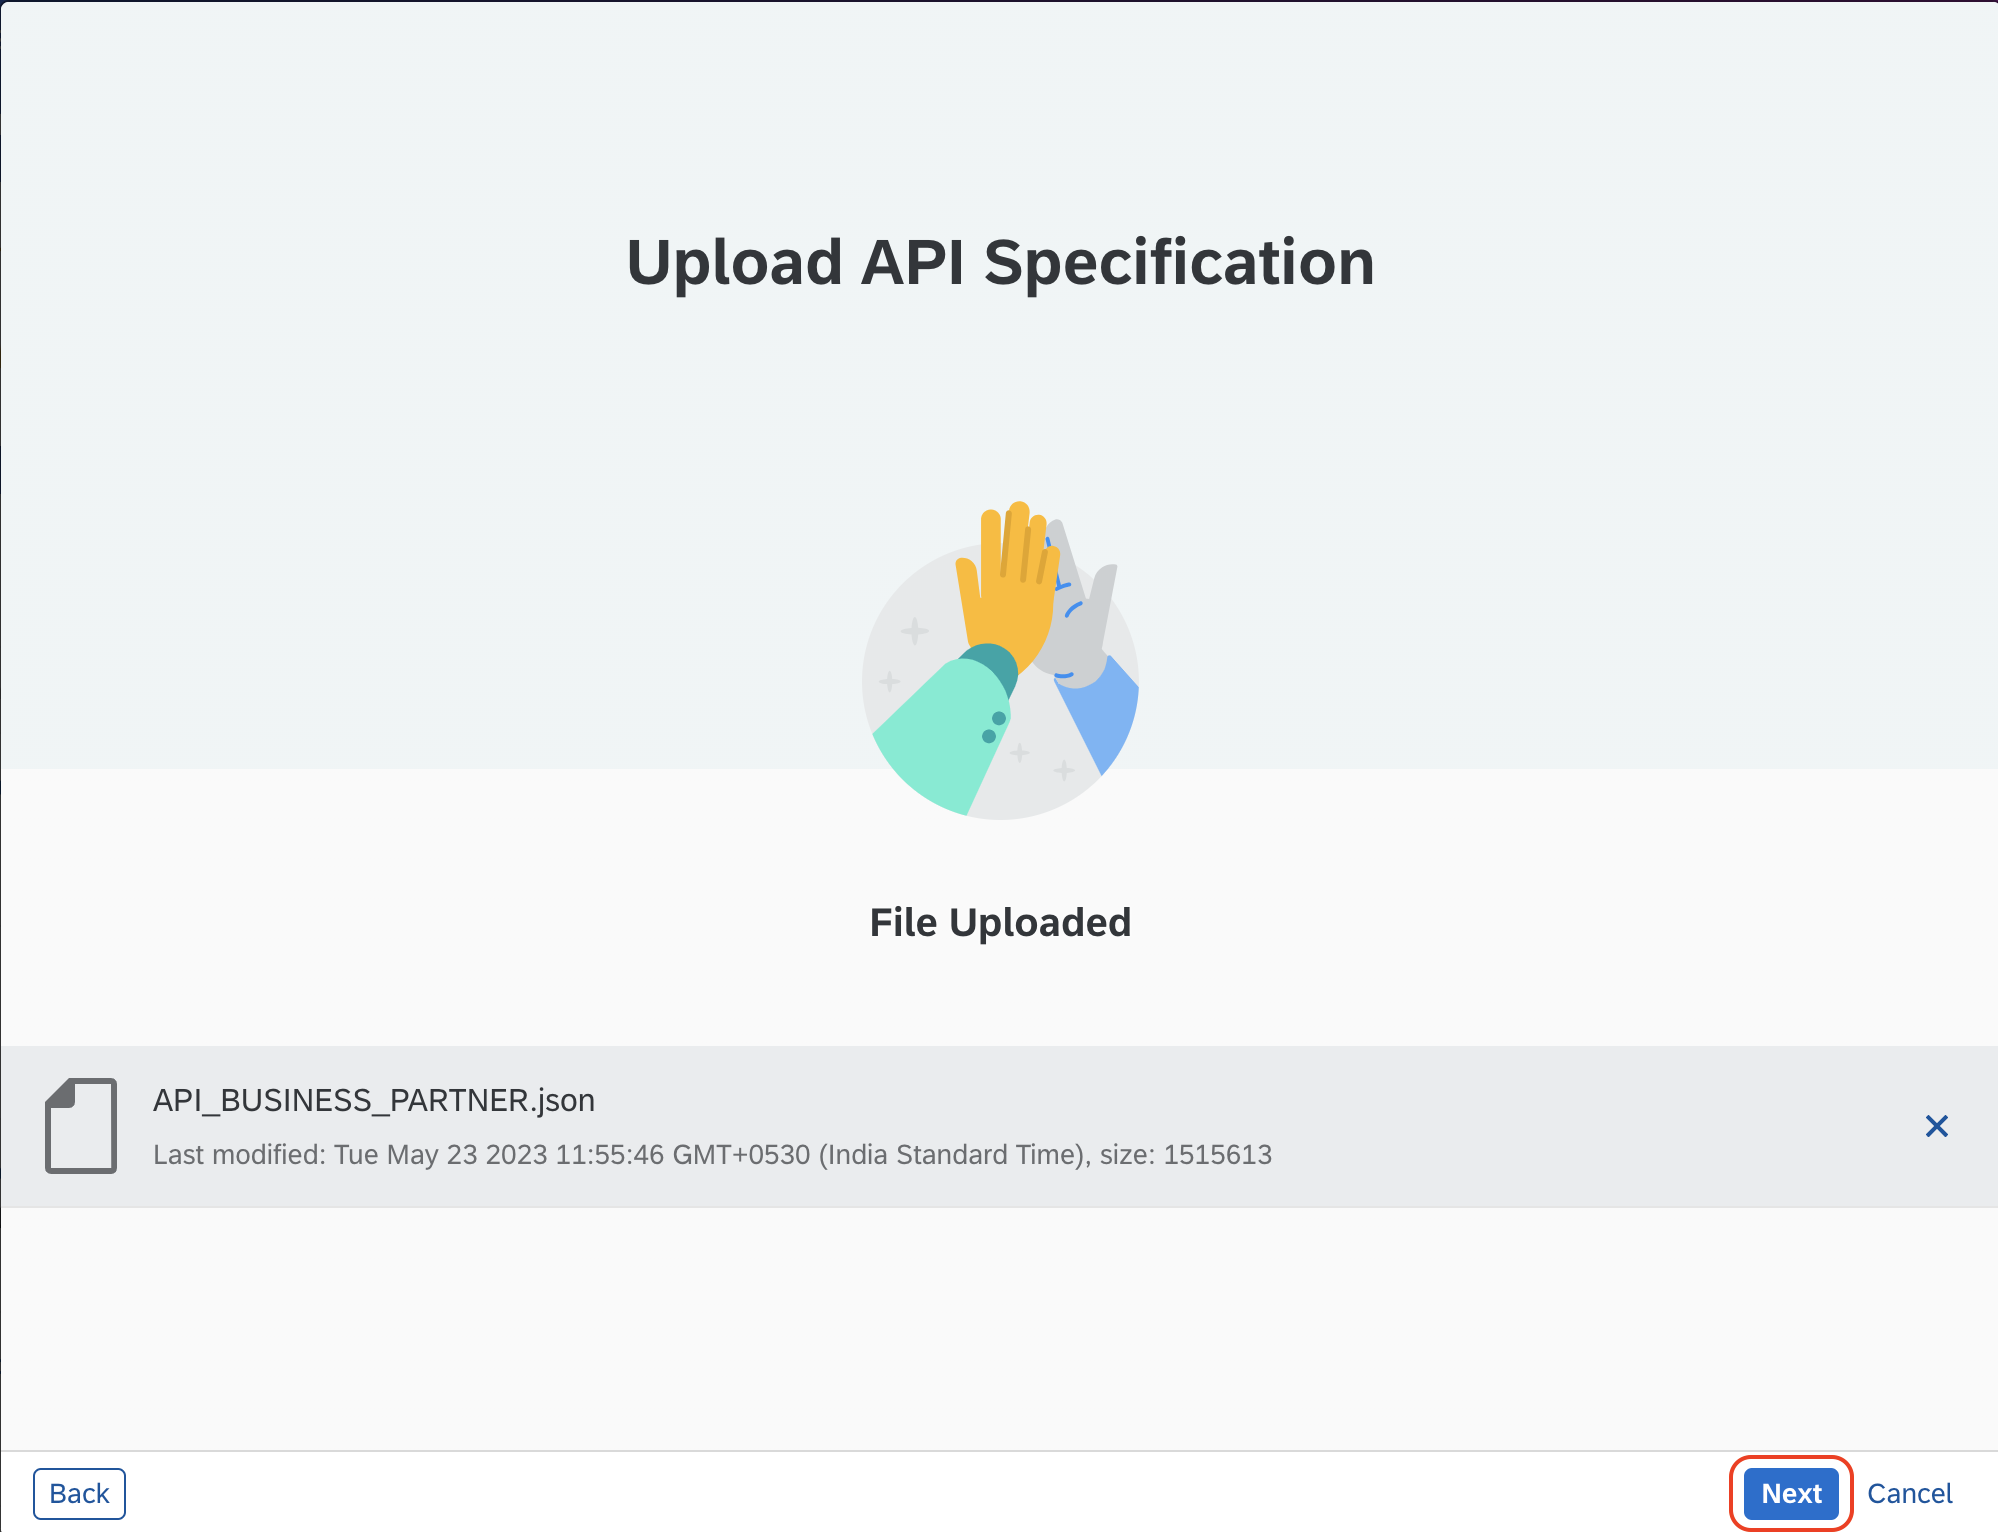 Upload API Specification
File Uploaded
API_BUSINESS_PARTNER.json
Last modified: Tue May 23 2023 11:55:46 GMT+0530 (India Standard Time), size: 1515613
Back
Next
Cancel